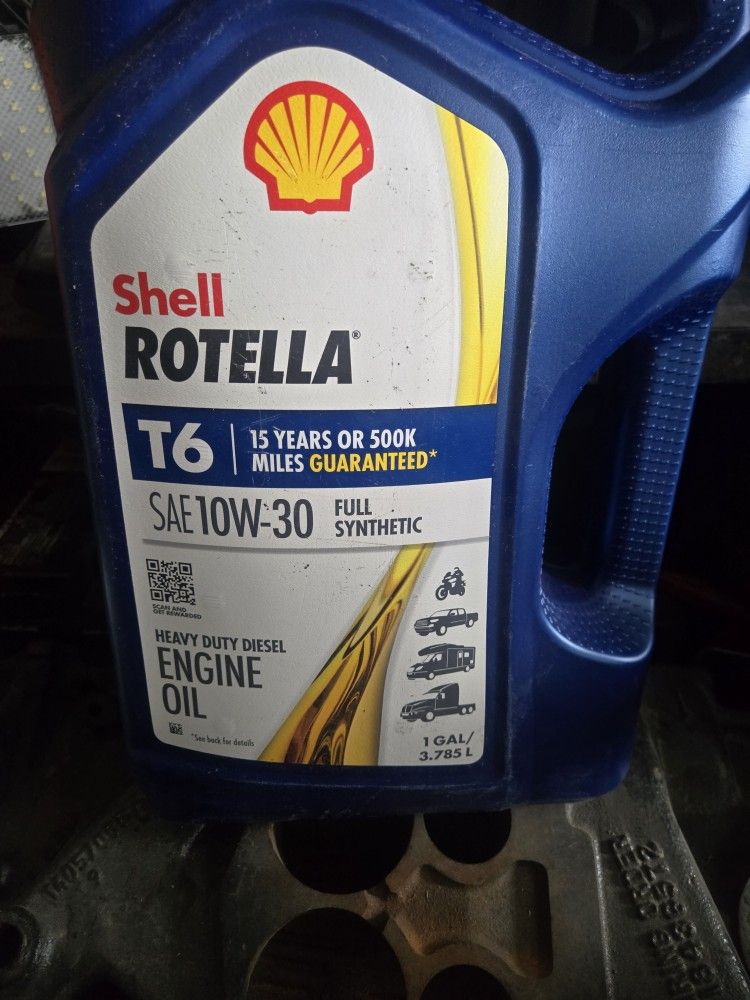 Shell
ROTELLA®
T6
15 YEARS OR 500K
MILES GUARANTEED*
SAE 10W-30
FULL
SYNTHETIC
SCAN AND
GET REWARDED
HEAVY DUTY DIESEL
ENGINE
OIL
*See back for details
1 GAL/
3.785 L